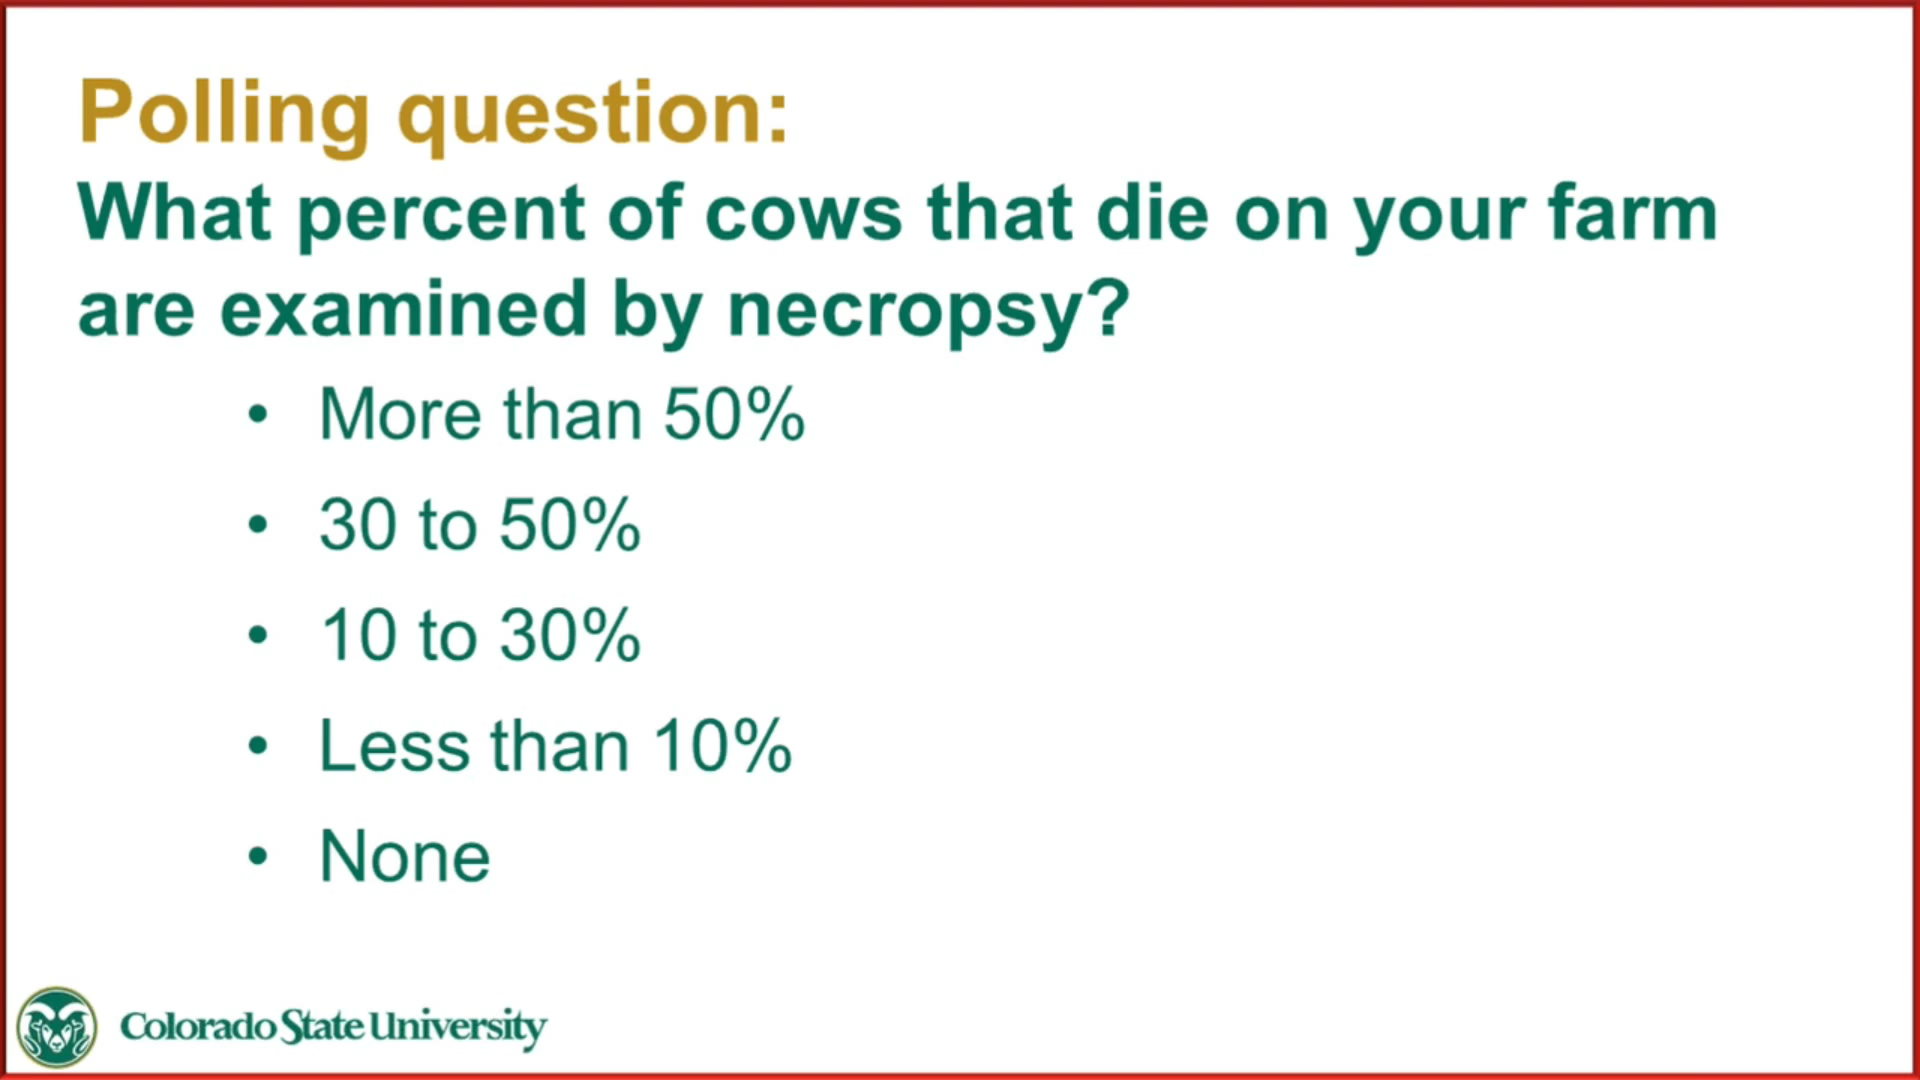 Polling question:
What percent of cows that die on your farm
are examined by necropsy?
• More than 50%
• 30 to 50%
• 10 to 30%
• Less than 10%
• None
Colorado State University